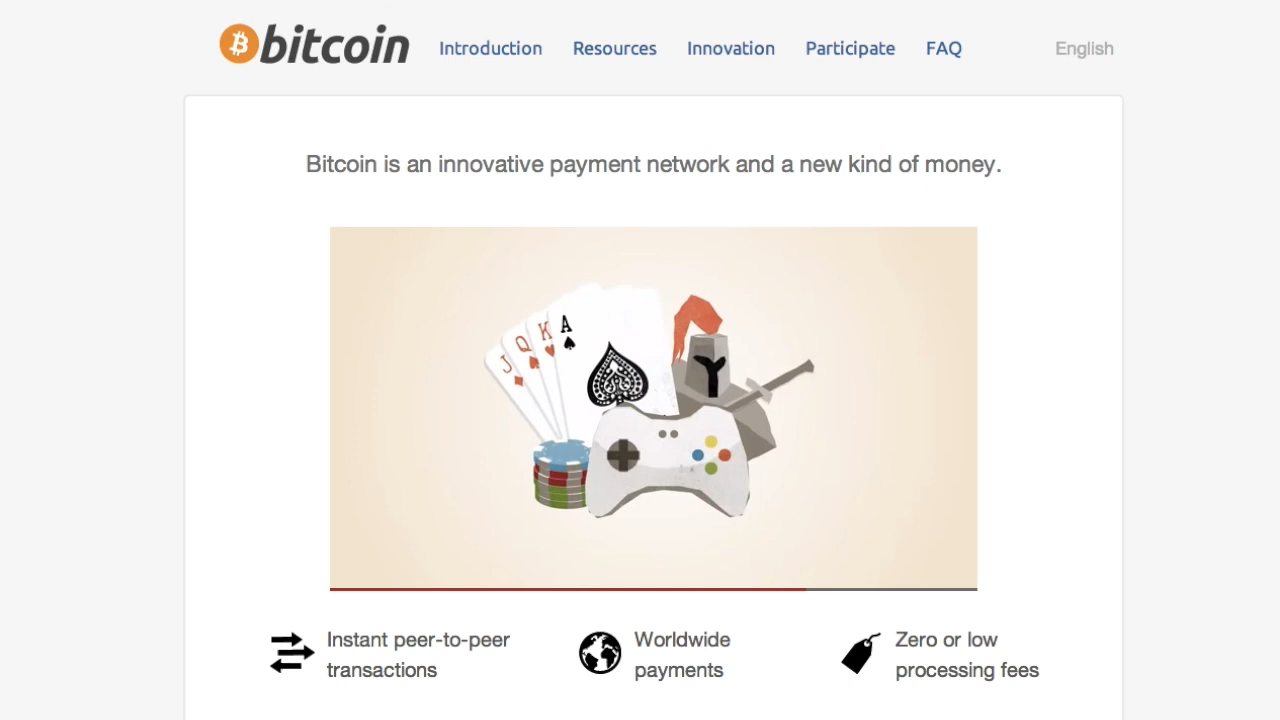 bitcoin Introduction Resources Innovation Participate FAQ English
Bitcoin is an innovative payment network and a new kind of money.
J Q K A
Instant peer-to-peer
transactions
Worldwide
payments
Zero or low
processing fees